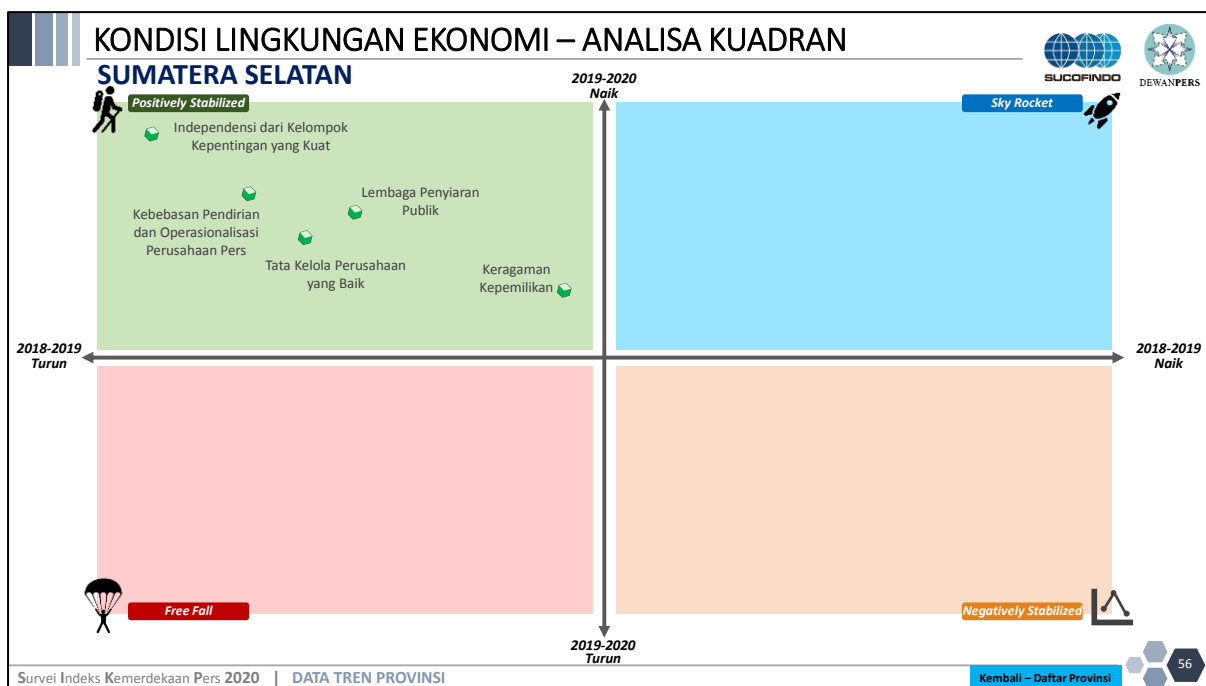 KONDISI LINGKUNGAN EKONOMI – ANALISA KUADRAN
SUMATERA SELATAN
SUCOFINDO
DEWANPERS
2019-2020
Naik
Positively Stabilized
Sky Rocket
Independensi dari Kelompok
Kepentingan yang Kuat
Lembaga Penyiaran
Publik
Kebebasan Pendirian
dan Operasionalisasi
Perusahaan Pers
Tata Kelola Perusahaan
yang Baik
Keragaman
Kepemilikan
2018-2019
Turun
2018-2019
Naik
Free Fall
Negatively Stabilized
2019-2020
Turun
Survei Indeks Kemerdekaan Pers 2020 | DATA TREN PROVINSI
Kembali – Daftar Provinsi
56